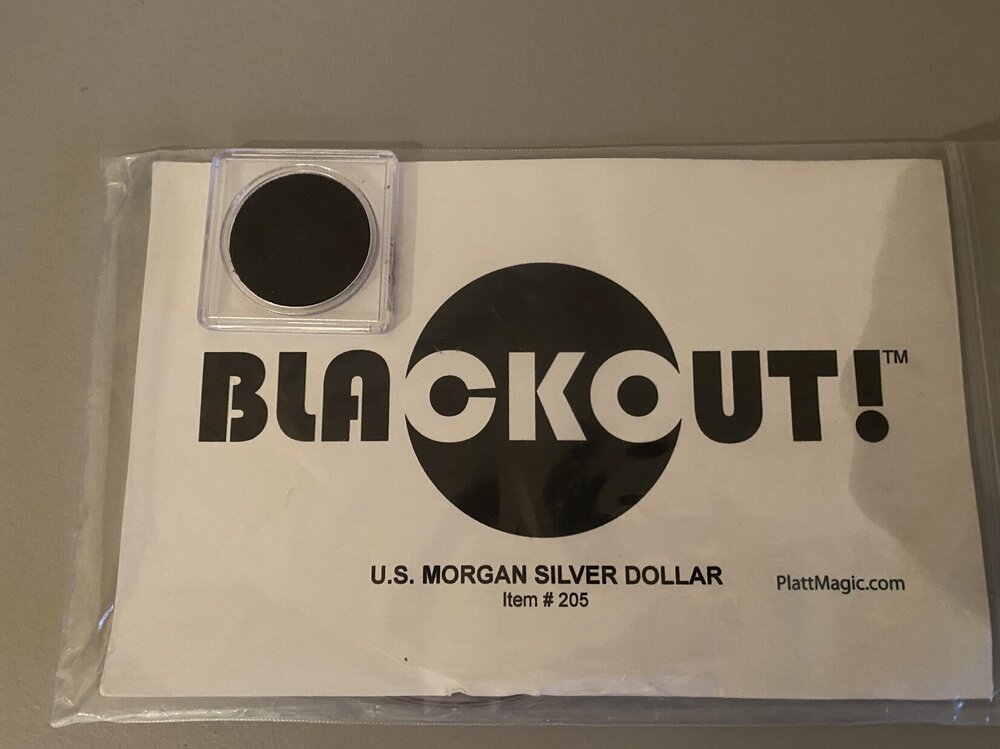 BLACKOUT!™
U.S. MORGAN SILVER DOLLAR
Item # 205
PlattMagic.com